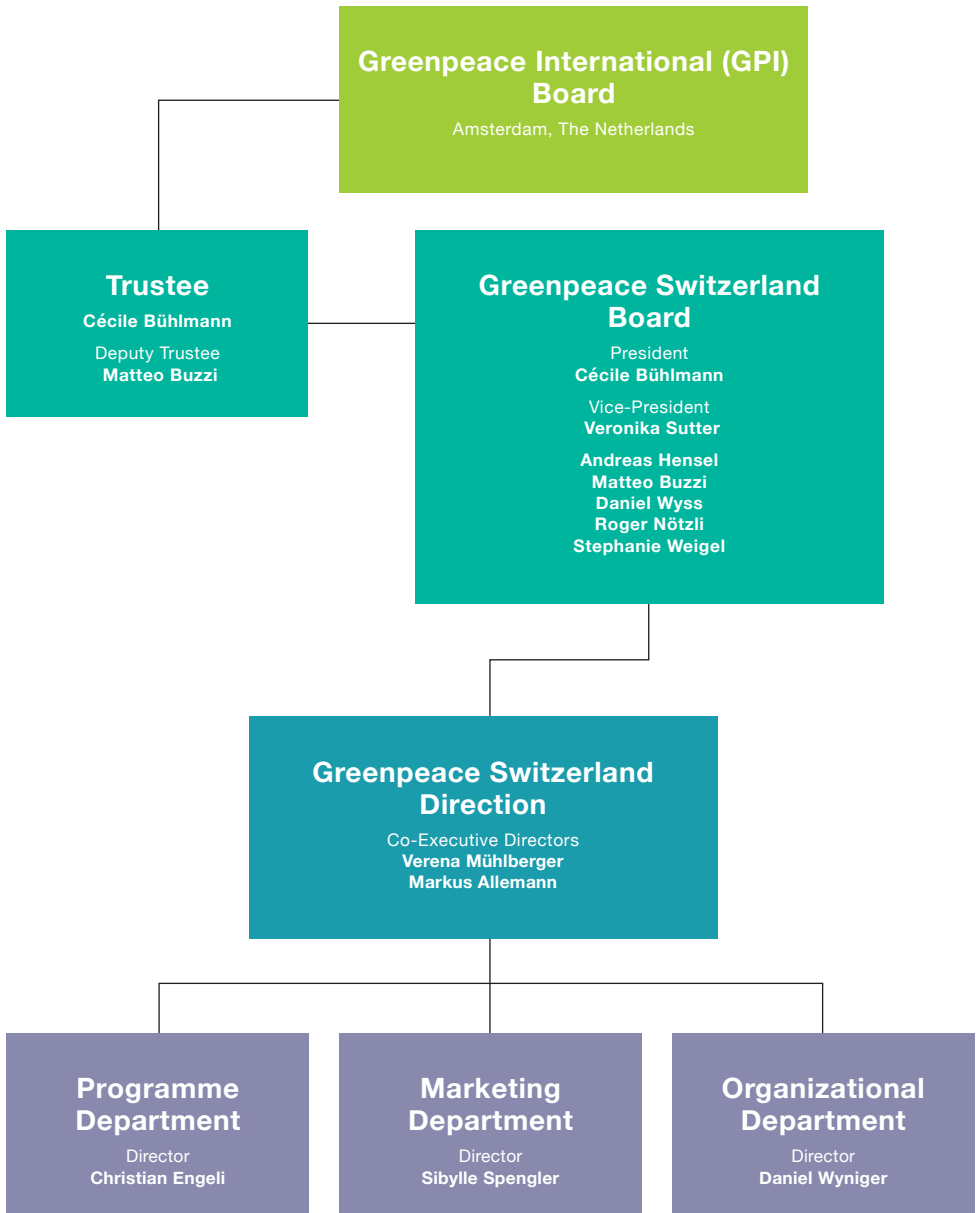 Greenpeace International (GPI)
Board
Amsterdam, The Netherlands
Trustee
Cécile Bühlmann
Deputy Trustee
Matteo Buzzi
Greenpeace Switzerland
Board
President
Cécile Bühlmann
Vice-President
Veronika Sutter
Andreas Hensel
Matteo Buzzi
Daniel Wyss
Roger Nötzli
Stephanie Weigel
Greenpeace Switzerland
Direction
Co-Executive Directors
Verena Mühlberger
Markus Allemann
Programme
Department
Director
Christian Engeli
Marketing
Department
Director
Sibylle Spengler
Organizational
Department
Director
Daniel Wyniger